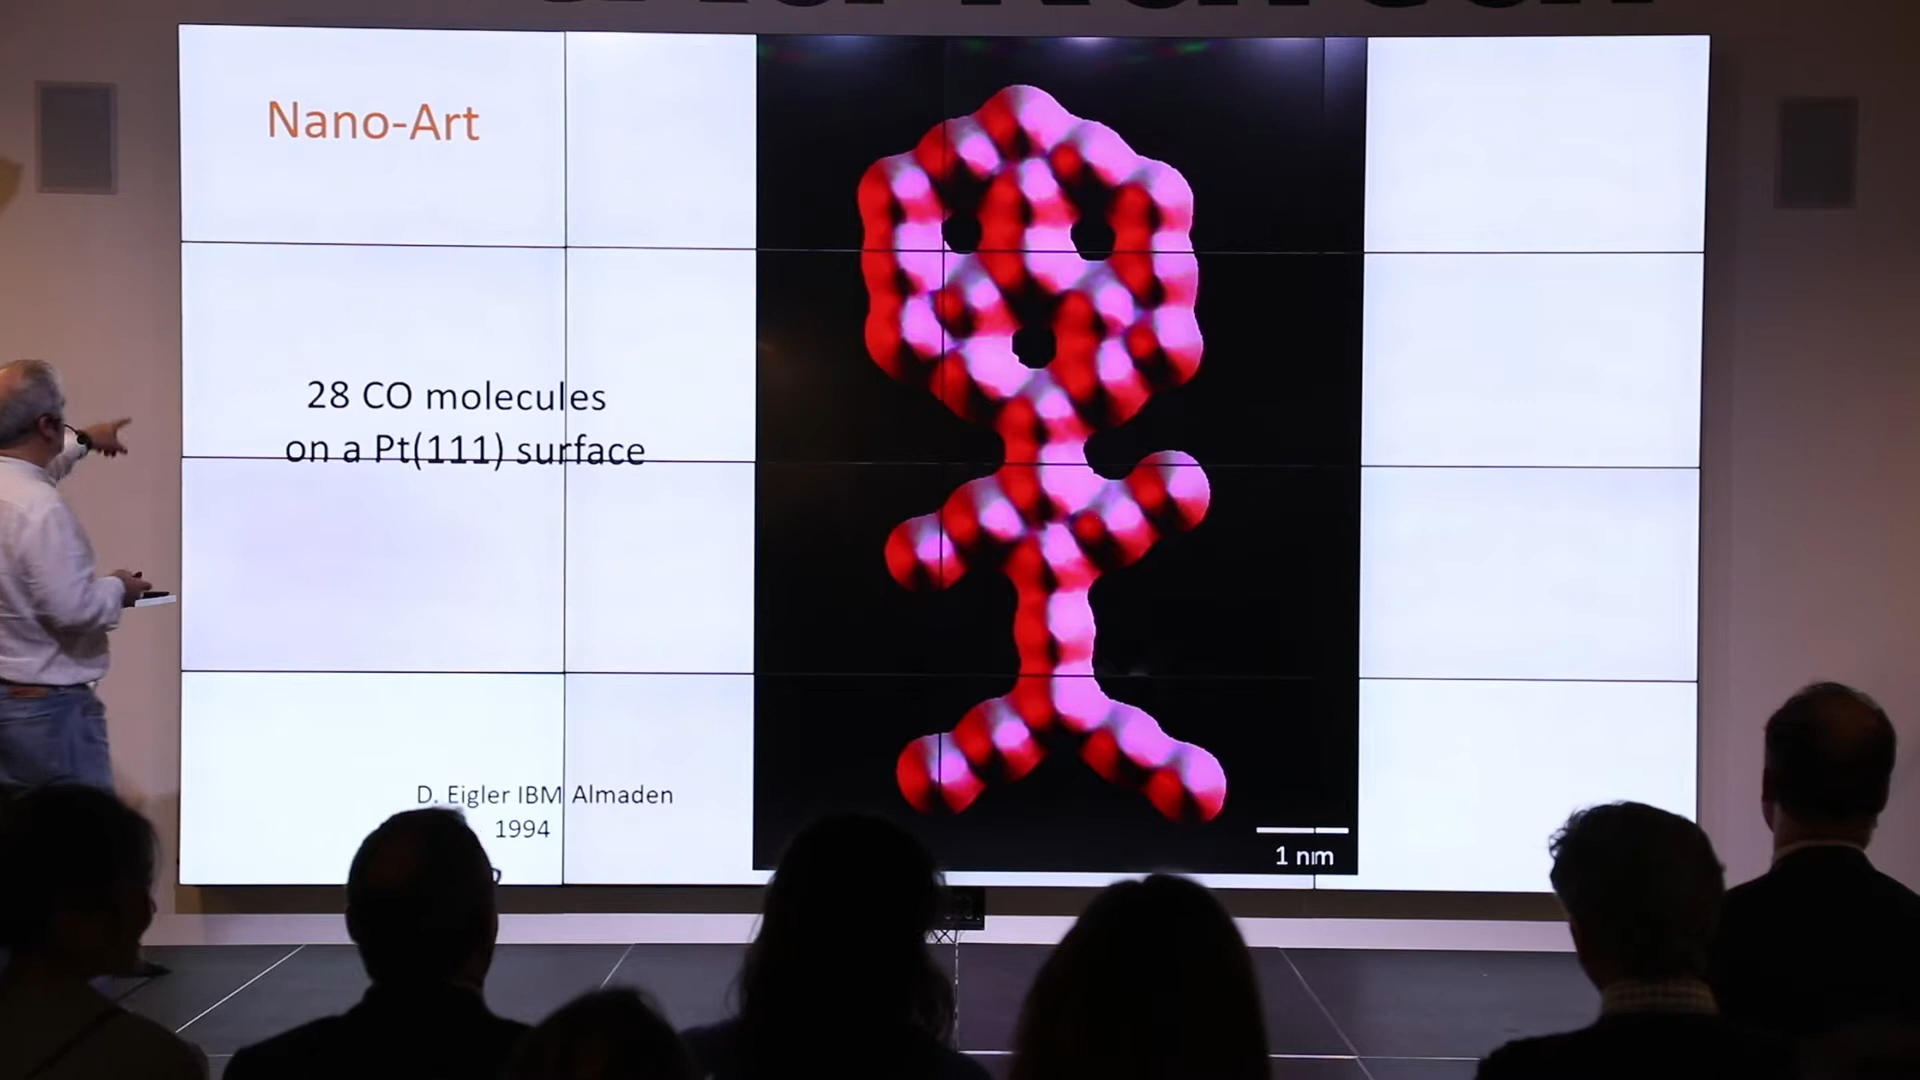 Nano-Art
28 CO molecules
on a Pt(111) surface
D. Eigler IBM Almaden
1994
1 nm